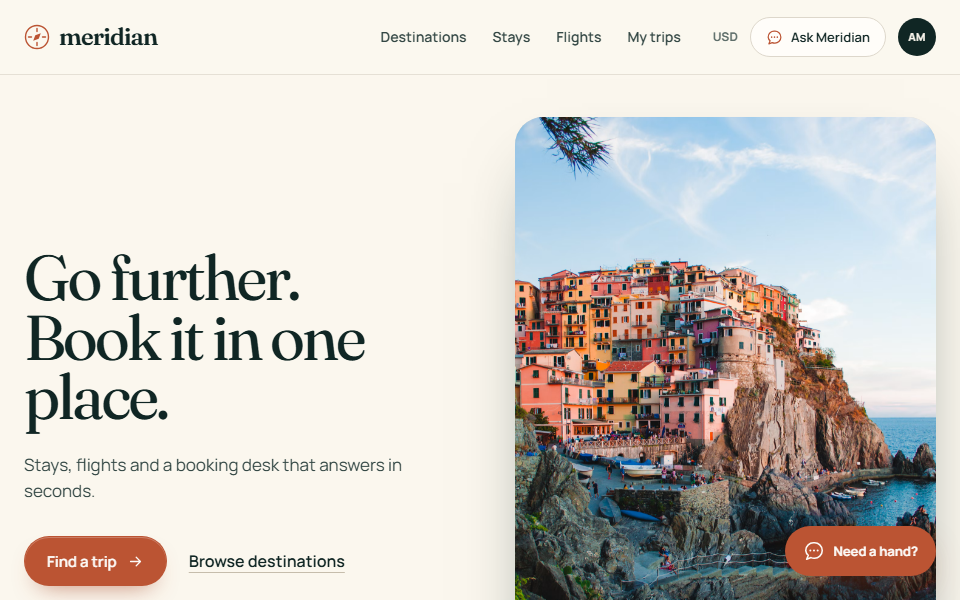 meridian
Destinations
Stays
Flights
My trips
USD
Ask Meridian
AM
Go further.
Book it in one
place.
Stays, flights and a booking desk that answers in
seconds.
Find a trip
Browse destinations
Need a hand?